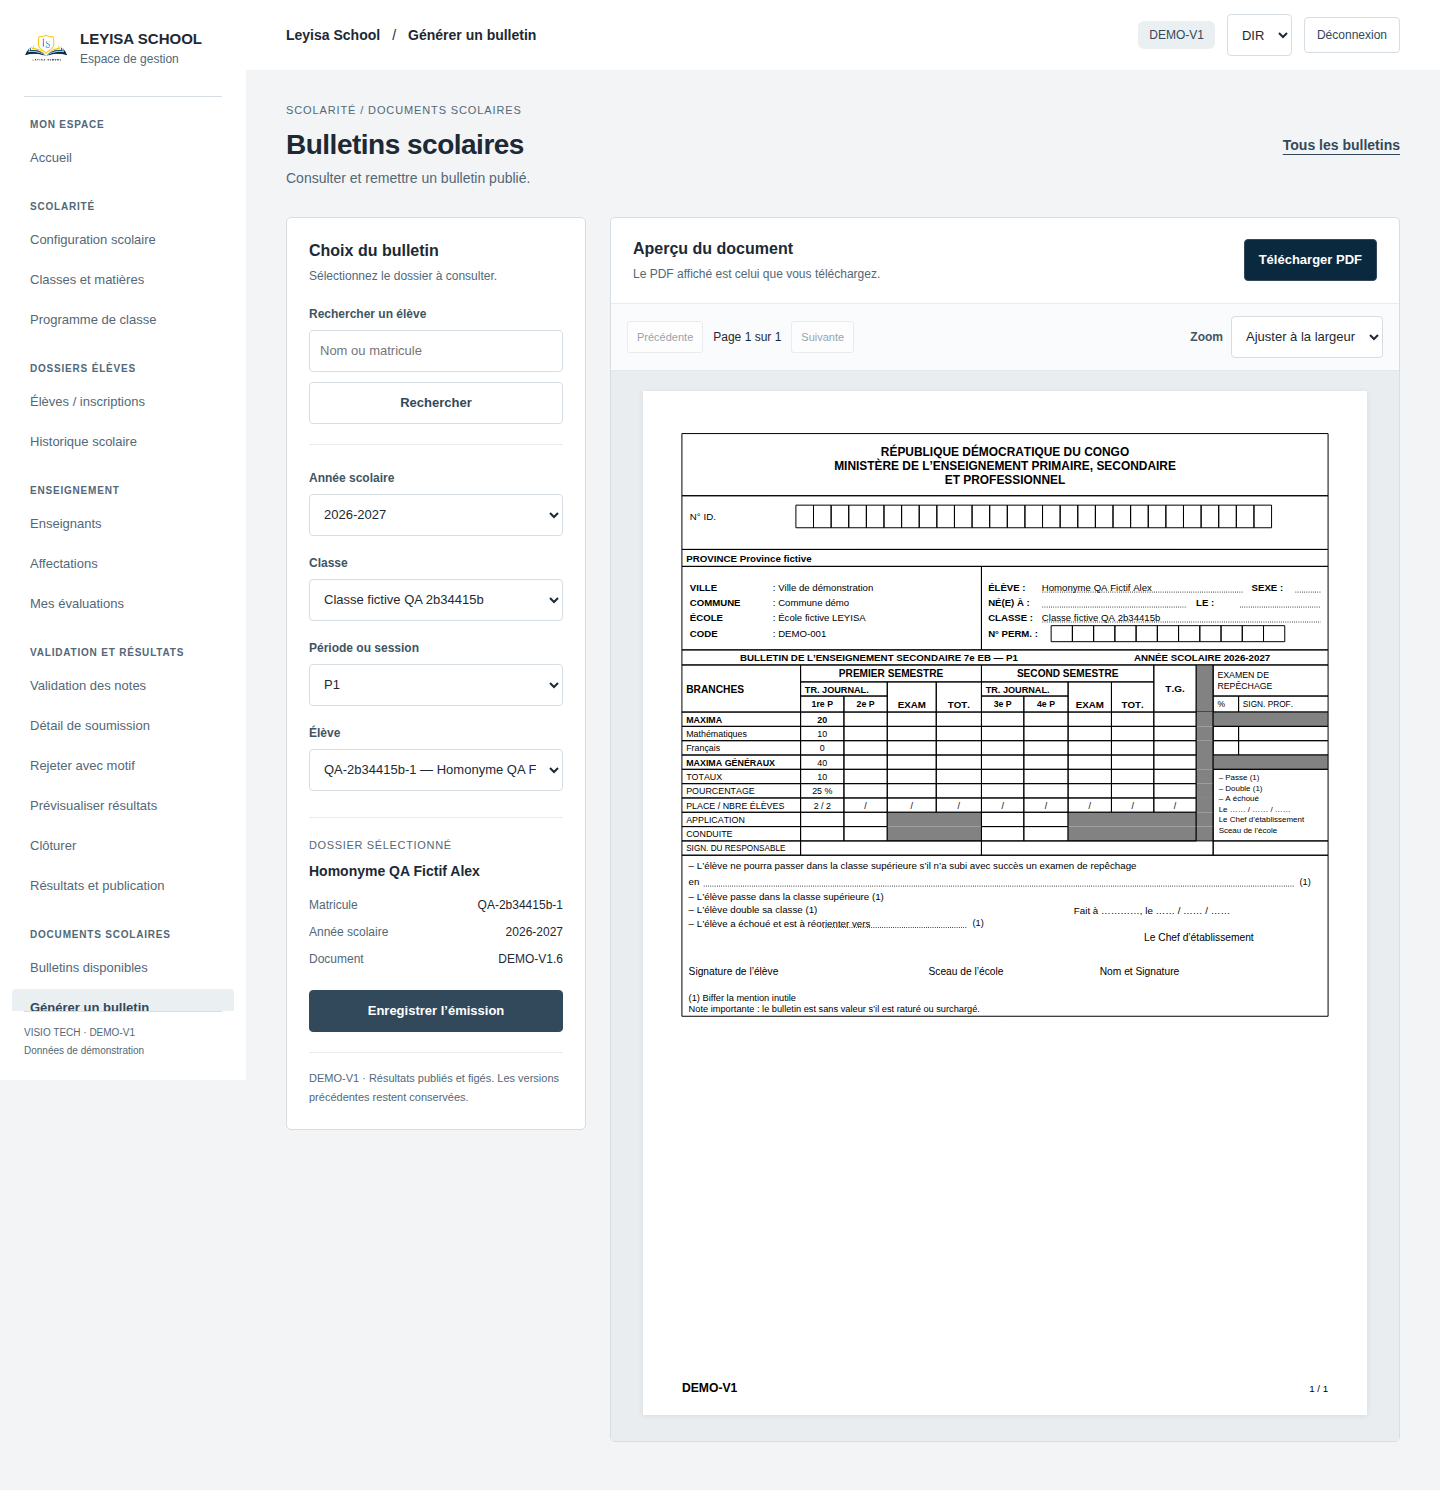 LEYISA SCHOOL
Espace de gestion
MON ESPACE
Accueil
SCOLARITÉ
Configuration scolaire
Classes et matières
Programme de classe
DOSSIERS ÉLÈVES
Élèves / inscriptions
Historique scolaire
ENSEIGNEMENT
Enseignants
Affectations
Mes évaluations
VALIDATION ET RÉSULTATS
Validation des notes
Détail de soumission
Rejeter avec motif
Prévisualiser résultats
Clôturer
Résultats et publication
DOCUMENTS SCOLAIRES
Bulletins disponibles
Générer un bulletin
VISIO TECH · DEMO-V1
Données de démonstration
Leyisa School / Générer un bulletin
DEMO-V1
DIR
Déconnexion
SCOLARITÉ / DOCUMENTS SCOLAIRES
Bulletins scolaires
Consulter et remettre un bulletin publié.
Tous les bulletins
Choix du bulletin
Sélectionnez le dossier à consulter.
Rechercher un élève
Nom ou matricule
Rechercher
Année scolaire
2026-2027
Classe
Classe fictive QA 2b34415b
Période ou session
P1
Élève
QA-2b34415b-1 — Homonyme QA F
DOSSIER SÉLECTIONNÉ
Homonyme QA Fictif Alex
Matricule QA-2b34415b-1
Année scolaire 2026-2027
Document DEMO-V1.6
Enregistrer l’émission
DEMO-V1 · Résultats publiés et figés. Les versions
précédentes restent conservées.
Aperçu du document
Le PDF affiché est celui que vous téléchargez.
Télécharger PDF
Précédente Page 1 sur 1 Suivante
Zoom Ajuster à la largeur
RÉPUBLIQUE DÉMOCRATIQUE DU CONGO
MINISTÈRE DE L’ENSEIGNEMENT PRIMAIRE, SECONDAIRE
ET PROFESSIONNEL
N° ID.
PROVINCE Province fictive
VILLE : Ville de démonstration
COMMUNE : Commune démo
ÉCOLE : École fictive LEYISA
CODE : DEMO-001
ÉLÈVE : Homonyme QA Fictif Alex SEXE :
NÉ(E) À : LE :
CLASSE : Classe fictive QA 2b34415b
N° PERM. :
BULLETIN DE L’ENSEIGNEMENT SECONDAIRE 7e EB — P1 ANNÉE SCOLAIRE 2026-2027
BRANCHES PREMIER SEMESTRE SECOND SEMESTRE T.G. EXAMEN DE
REPÊCHAGE
TR. JOURNAL. EXAM TOT. TR. JOURNAL. EXAM TOT.
1re P 2e P 3e P 4e P % SIGN. PROF.
MAXIMA 20
Mathématiques 10
Français 0
MAXIMA GÉNÉRAUX 40
TOTAUX 10
POURCENTAGE 25 %
PLACE / NBRE ÉLÈVES 2 / 2 / / / / / / / /
APPLICATION
CONDUITE
SIGN. DU RESPONSABLE
– Passe (1)
– Double (1)
– A échoué
Le …… / …… / ……
Le Chef d’établissement
Sceau de l’école
– L’élève ne pourra passer dans la classe supérieure s’il n’a subi avec succès un examen de repêchage
en (1)
– L’élève passe dans la classe supérieure (1)
– L’élève double sa classe (1)
– L’élève a échoué et est à réorienter vers (1)
Fait à …………, le …… / …… / ……
Le Chef d’établissement
Signature de l’élève Sceau de l’école Nom et Signature
(1) Biffer la mention inutile
Note importante : le bulletin est sans valeur s’il est raturé ou surchargé.
DEMO-V1 1 / 1